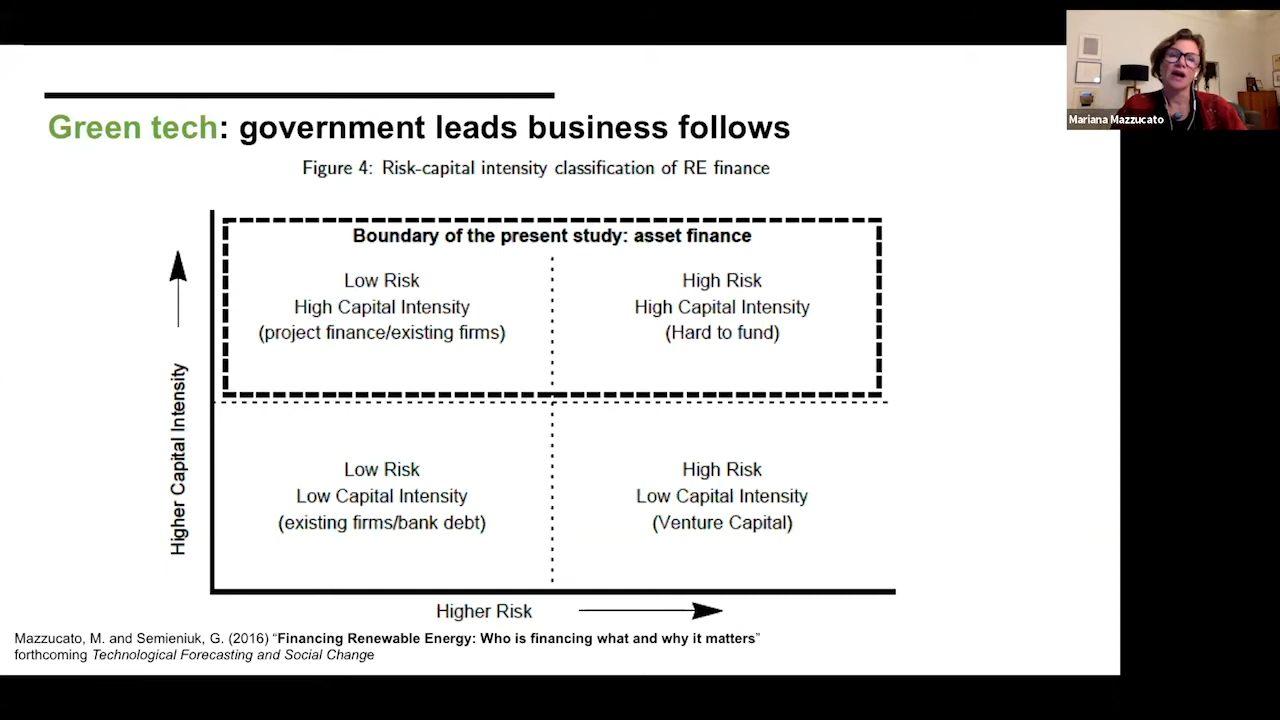 Mariana Mazzucato
Green tech: government leads business follows
Figure 4: Risk-capital intensity classification of RE finance
Boundary of the present study: asset finance
Low Risk
High Capital Intensity
(project finance/existing firms)
High Risk
High Capital Intensity
(Hard to fund)
Higher Capital Intensity
Low Risk
Low Capital Intensity
(existing firms/bank debt)
High Risk
Low Capital Intensity
(Venture Capital)
Higher Risk
Mazzucato, M. and Semieniuk, G. (2016) “Financing Renewable Energy: Who is financing what and why it matters”
forthcoming Technological Forecasting and Social Change